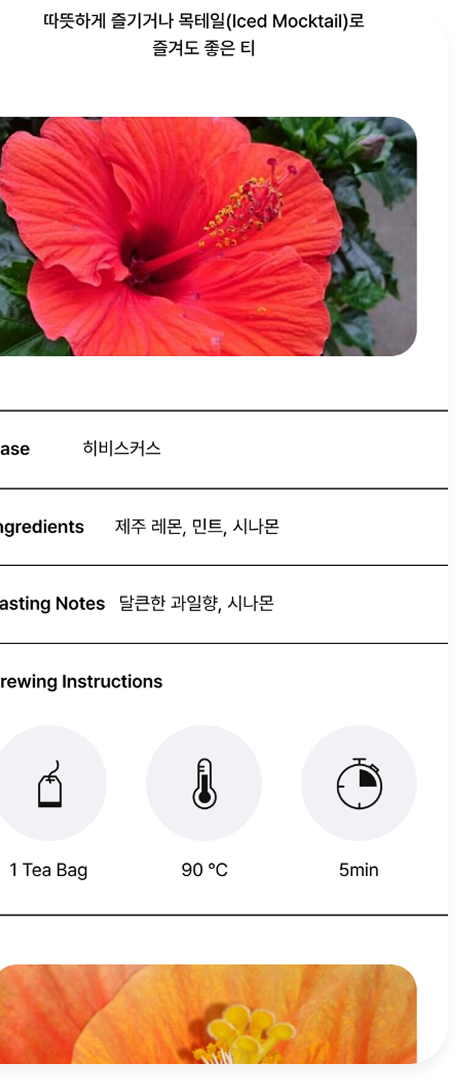 따뜻하게 즐기거나 목테일(Iced Mocktail)로
즐겨도 좋은 티
ase 히비스커스
ngredients 제주 레몬, 민트, 시나몬
asting Notes 달큰한 과일향, 시나몬
rewing Instructions
1 Tea Bag 90 °C 5min